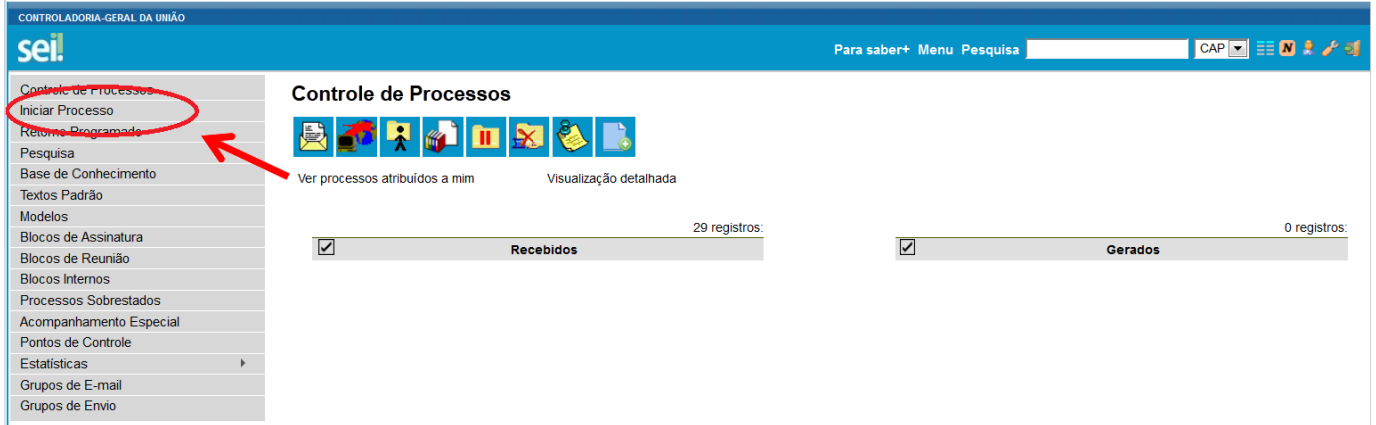 CONTROLADORIA-GERAL DA UNIÃO
sei!
Para saber+ Menu Pesquisa CAP N
Controle de Processos
Iniciar Processo
Retorno Programado
Pesquisa
Base de Conhecimento
Textos Padrão
Modelos
Blocos de Assinatura
Blocos de Reunião
Blocos Internos
Processos Sobrestados
Acompanhamento Especial
Pontos de Controle
Estatísticas
Grupos de E-mail
Grupos de Envio
Controle de Processos
Ver processos atribuídos a mim Visualização detalhada
29 registros:
Recebidos
0 registros:
Gerados